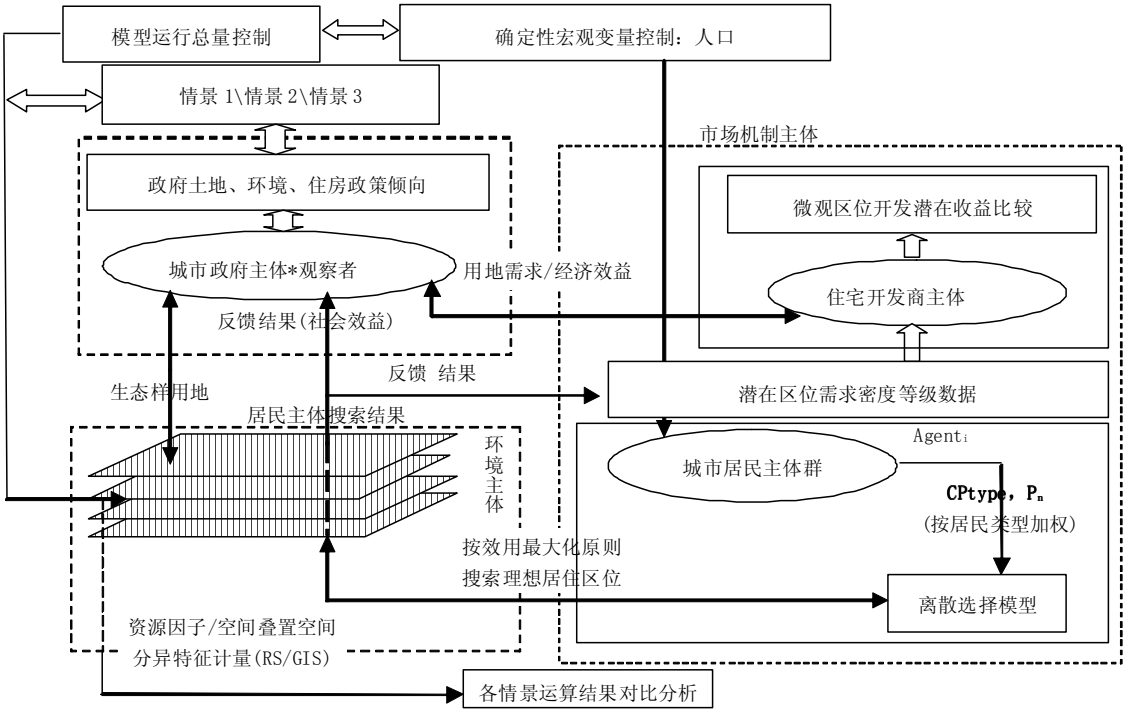 模型运行总量控制
确定性宏观变量控制：人口
情景 1\情景 2\情景 3
市场机制主体
政府土地、环境、住房政策倾向
微观区位开发潜在收益比较
城市政府主体*观察者
用地需求/经济效益
住宅开发商主体
反馈结果(社会效益)
反馈 结果
生态样用地
潜在区位需求密度等级数据
居民主体搜索结果
Agentᵢ
环境主体
城市居民主体群
CPtype，Pₙ
(按居民类型加权)
按效用最大化原则
搜索理想居住区位
离散选择模型
资源因子/空间叠置空间
分异特征计量(RS/GIS)
各情景运算结果对比分析